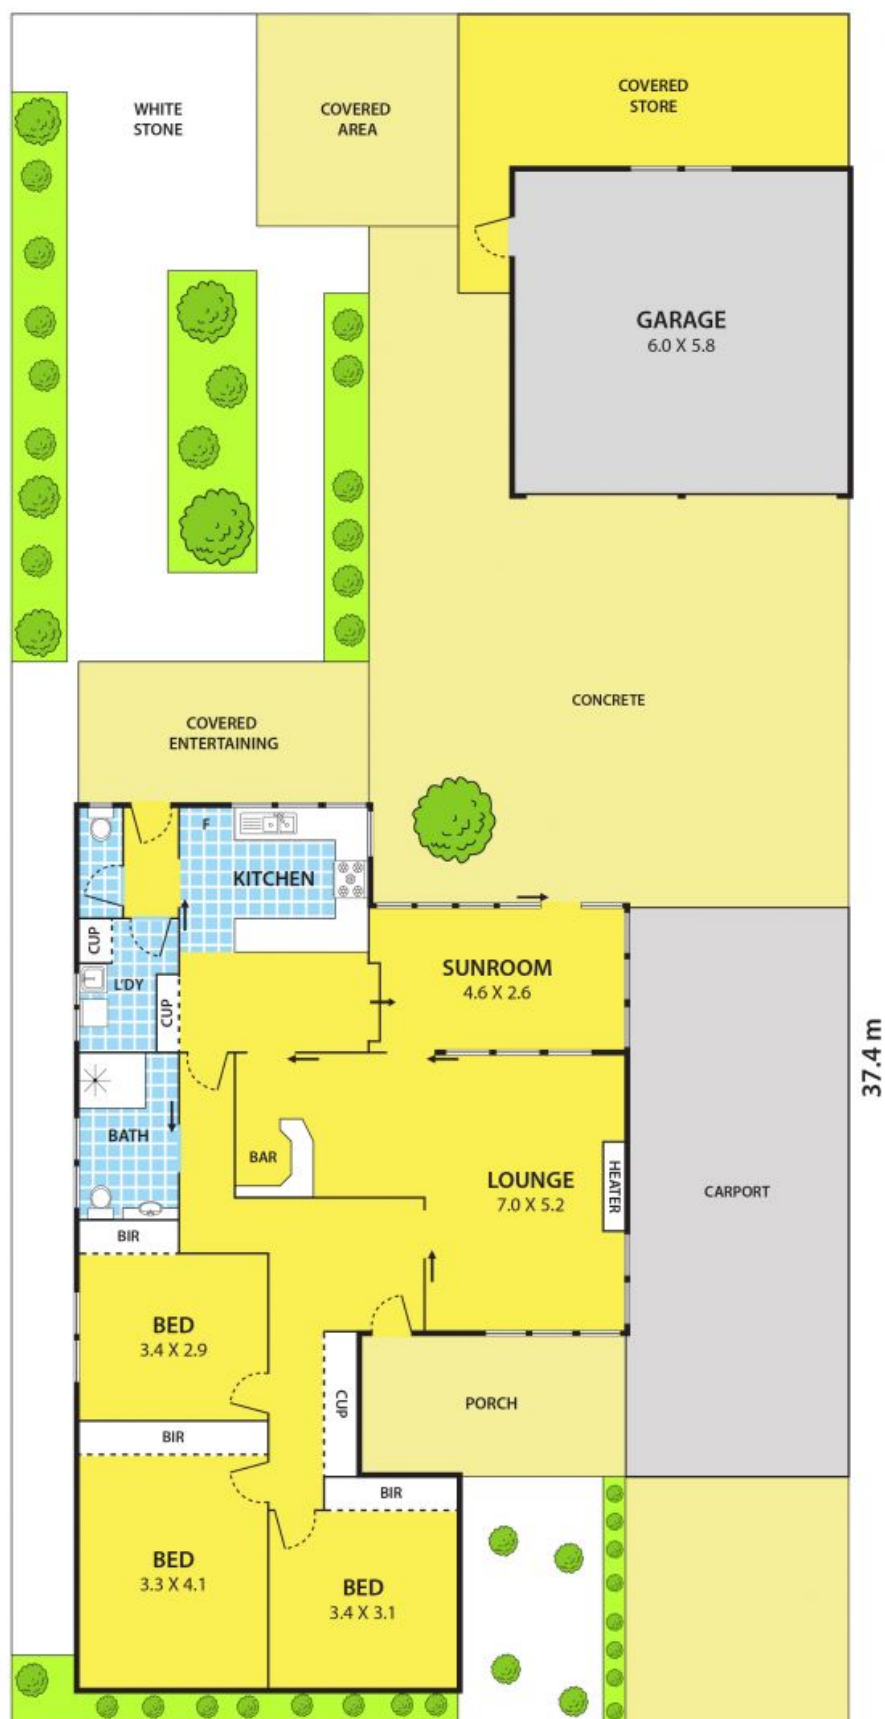 WHITE
STONE
COVERED
AREA
COVERED
STORE
GARAGE
6.0 X 5.8
CONCRETE
COVERED
ENTERTAINING
F
KITCHEN
CUP
L'DY
CUP
SUNROOM
4.6 X 2.6
37.4 m
BATH
BAR
LOUNGE
7.0 X 5.2
HEATER
CARPORT
BIR
BED
3.4 X 2.9
CUP
PORCH
BIR
BIR
BED
3.3 X 4.1
BED
3.4 X 3.1